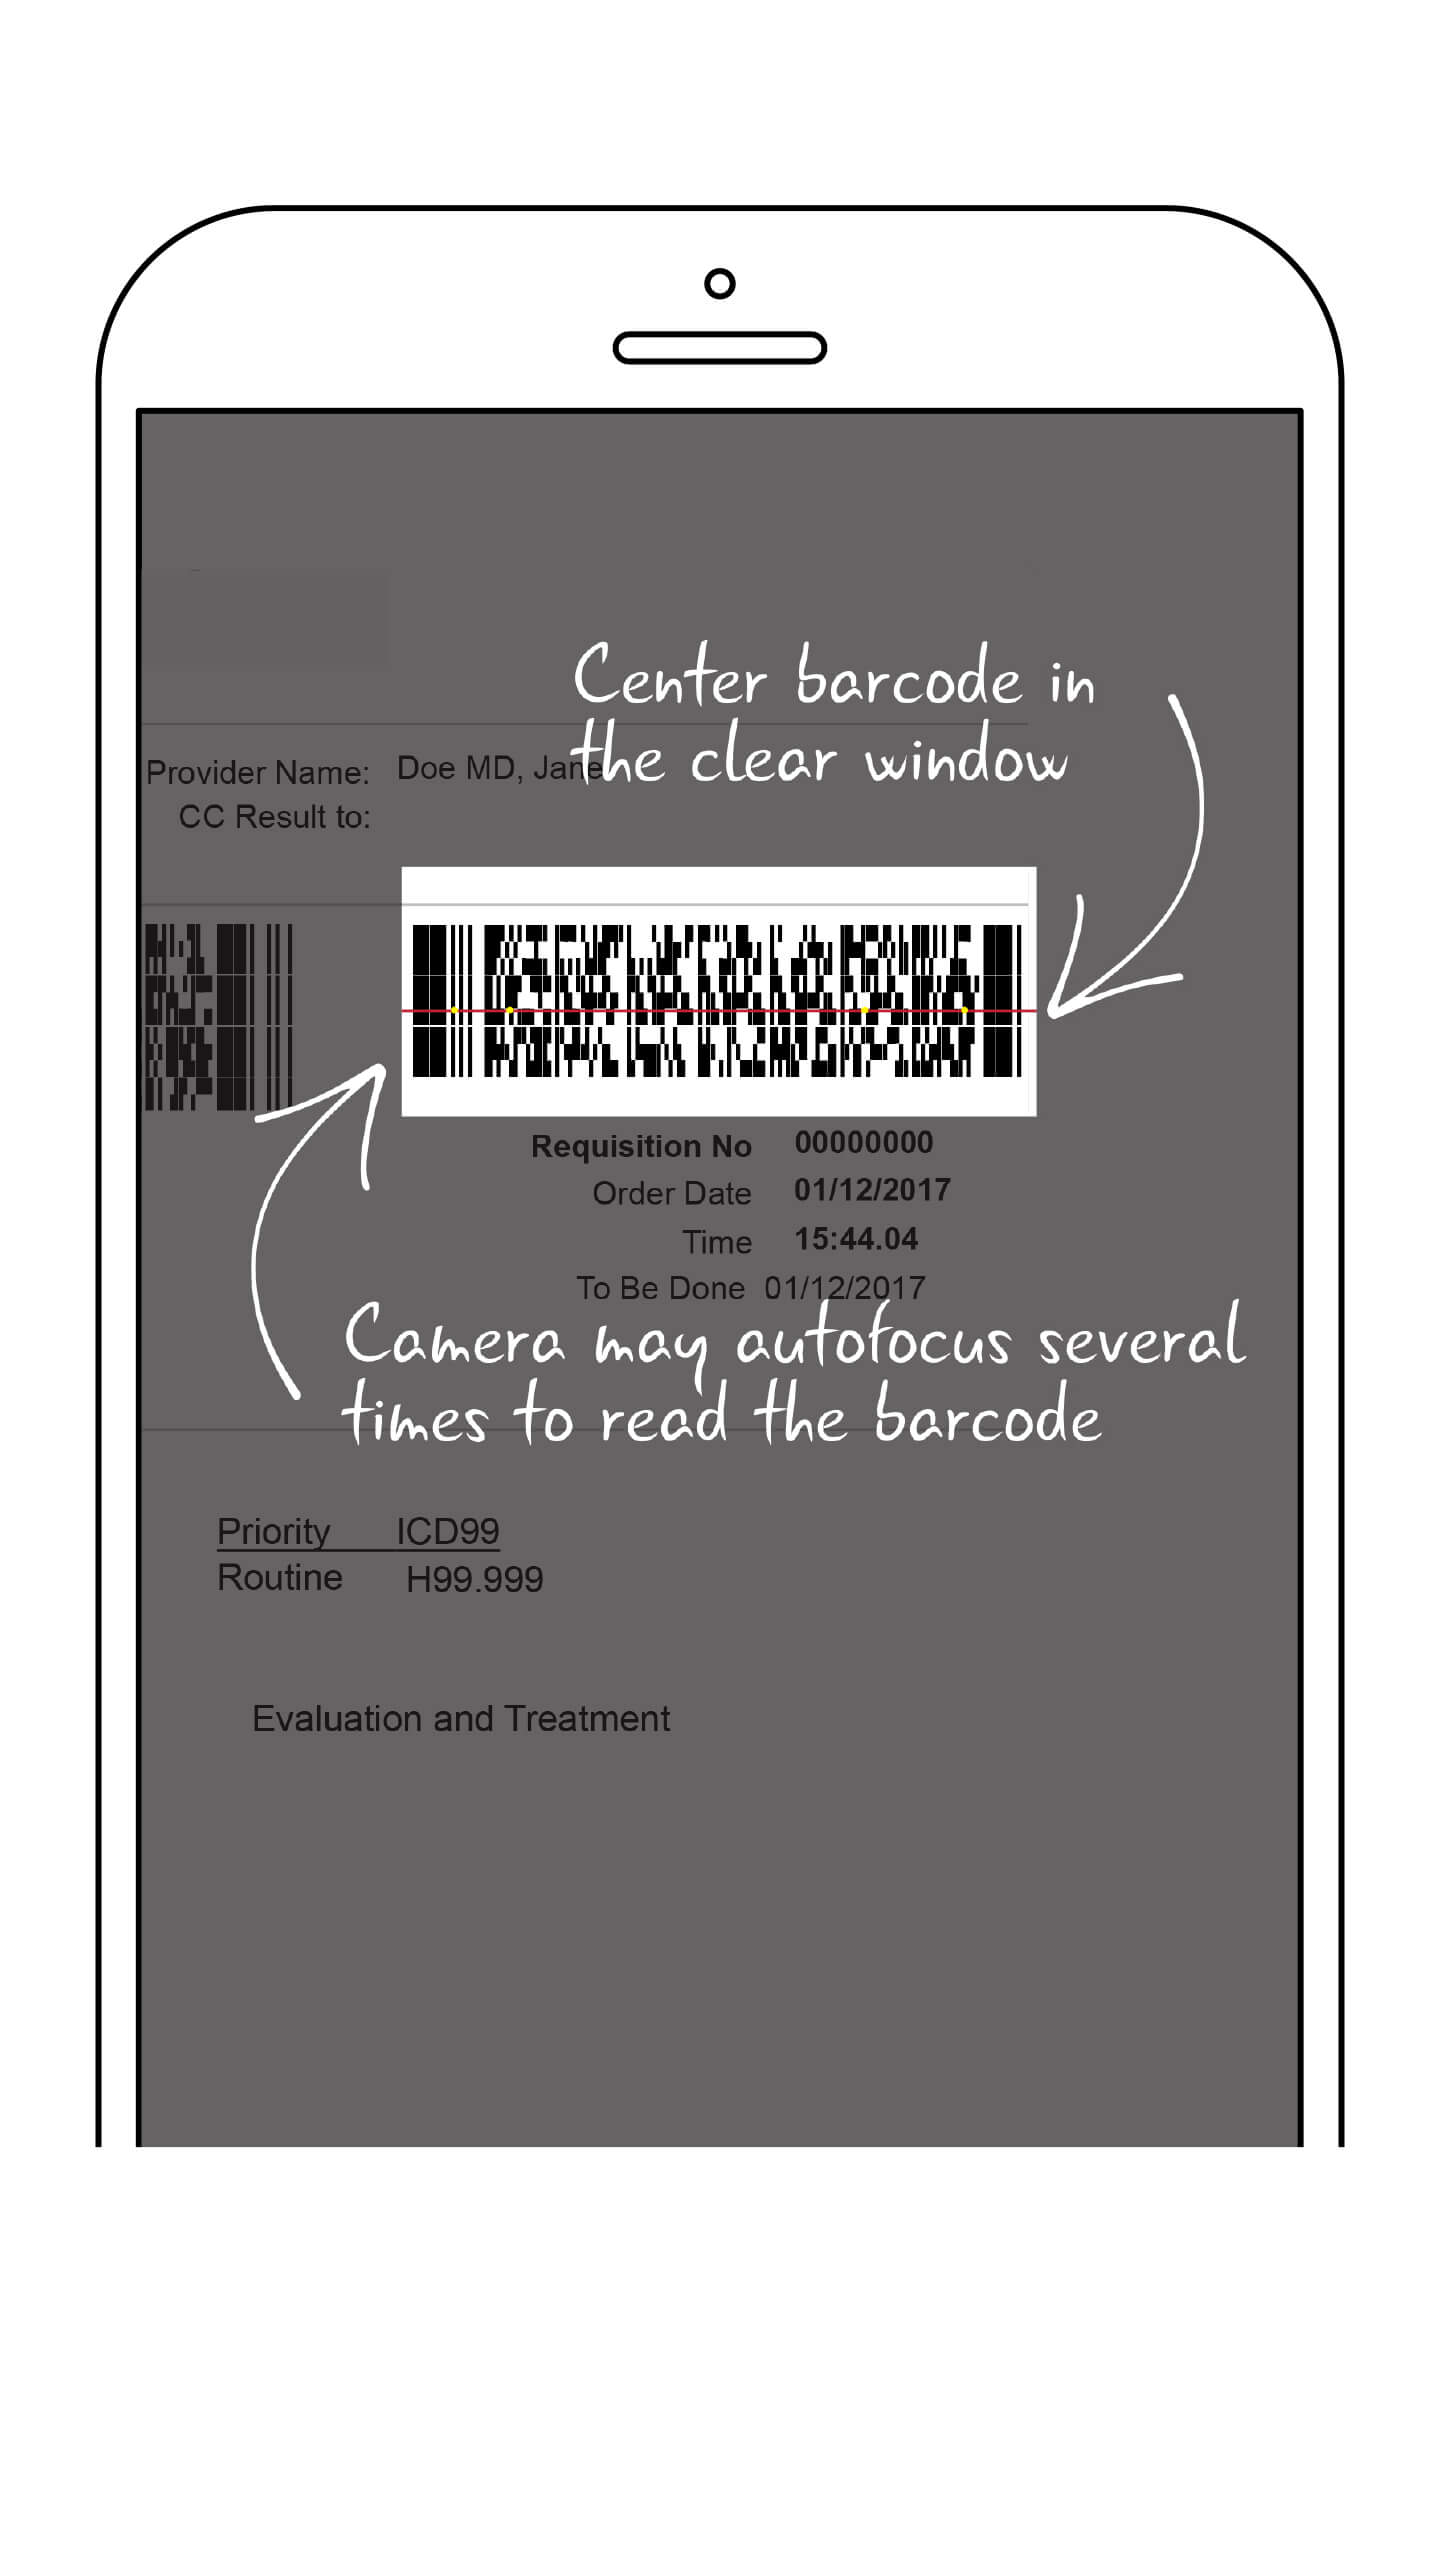 Center barcode in
the clear window
Provider Name: Doe MD, Jane
CC Result to:
Requisition No 00000000
Order Date 01/12/2017
Time 15:44.04
To Be Done 01/12/2017
Camera may autofocus several
times to read the barcode
Priority ICD99
Routine H99.999
Evaluation and Treatment